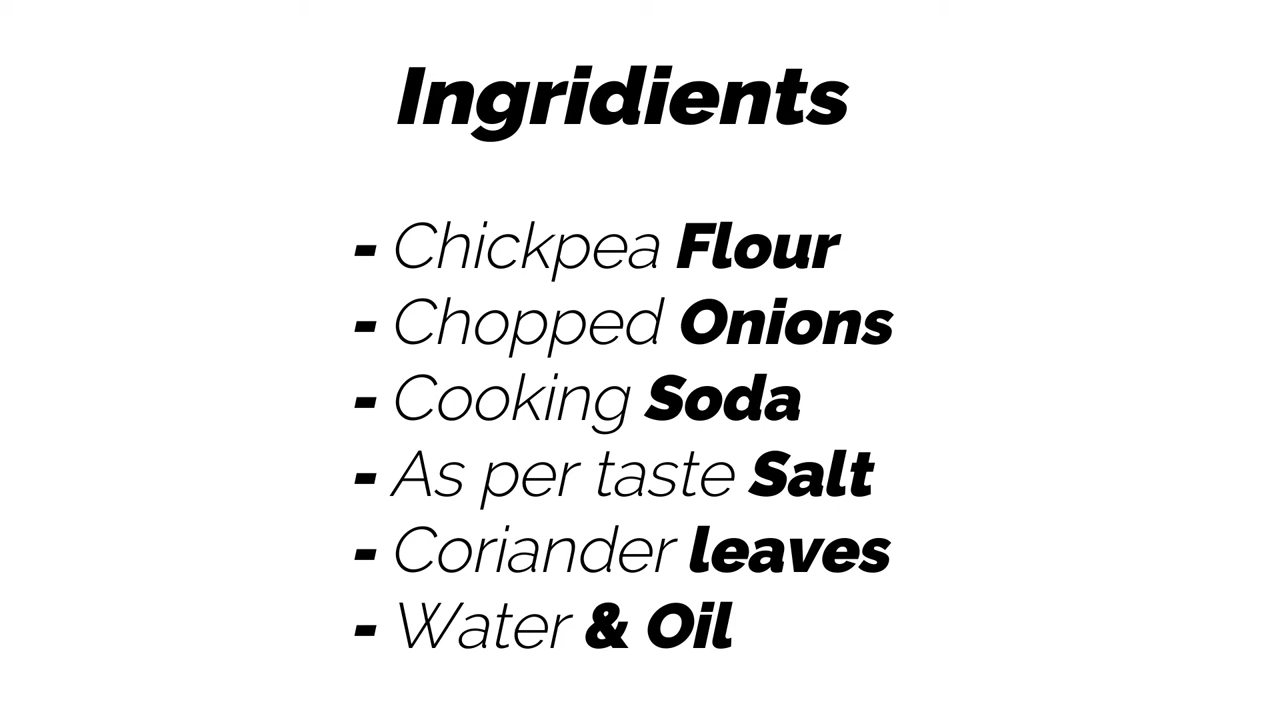 Ingridients
- Chickpea Flour
- Chopped Onions
- Cooking Soda
- As per taste Salt
- Coriander leaves
- Water & Oil